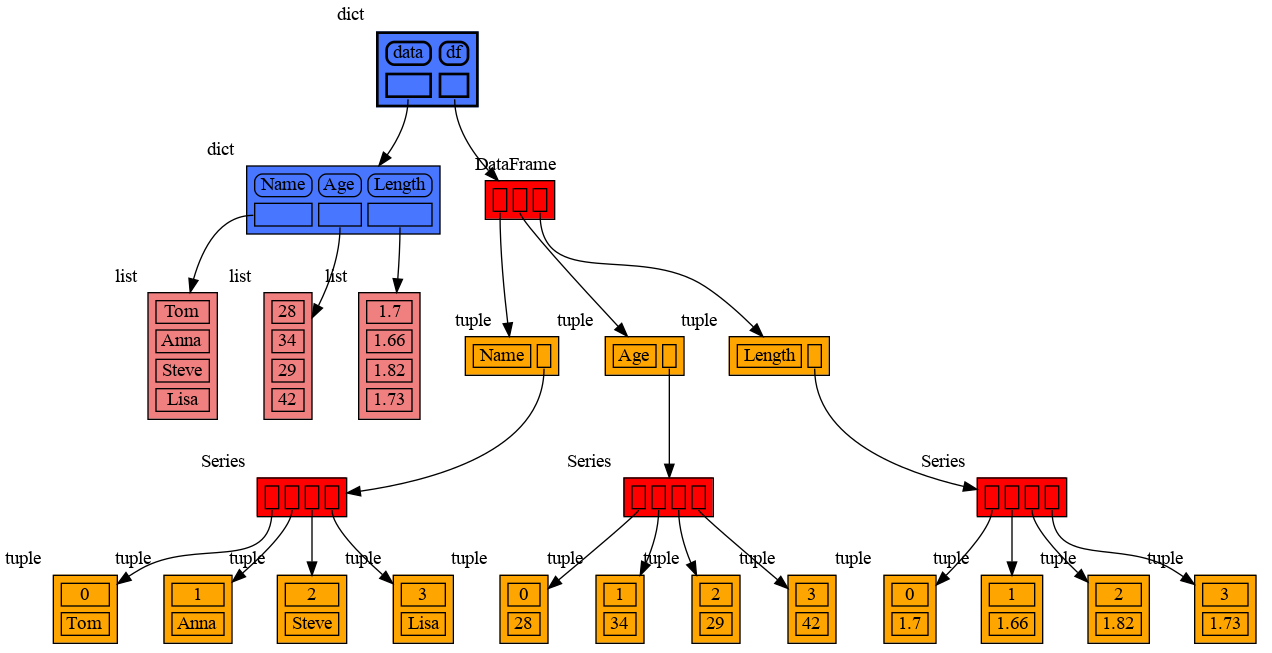 dict
data df
dict
DataFrame
Name Age Length
list list list
Tom 28 1.7
Anna 34 1.66
Steve 29 1.82
Lisa 42 1.73
tuple tuple tuple
Name Age Length
Series Series Series
tuple tuple tuple tuple tuple tuple tuple tuple tuple tuple tuple tuple
0 1 2 3 0 1 2 3 0 1 2 3
Tom Anna Steve Lisa 28 34 29 42 1.7 1.66 1.82 1.73